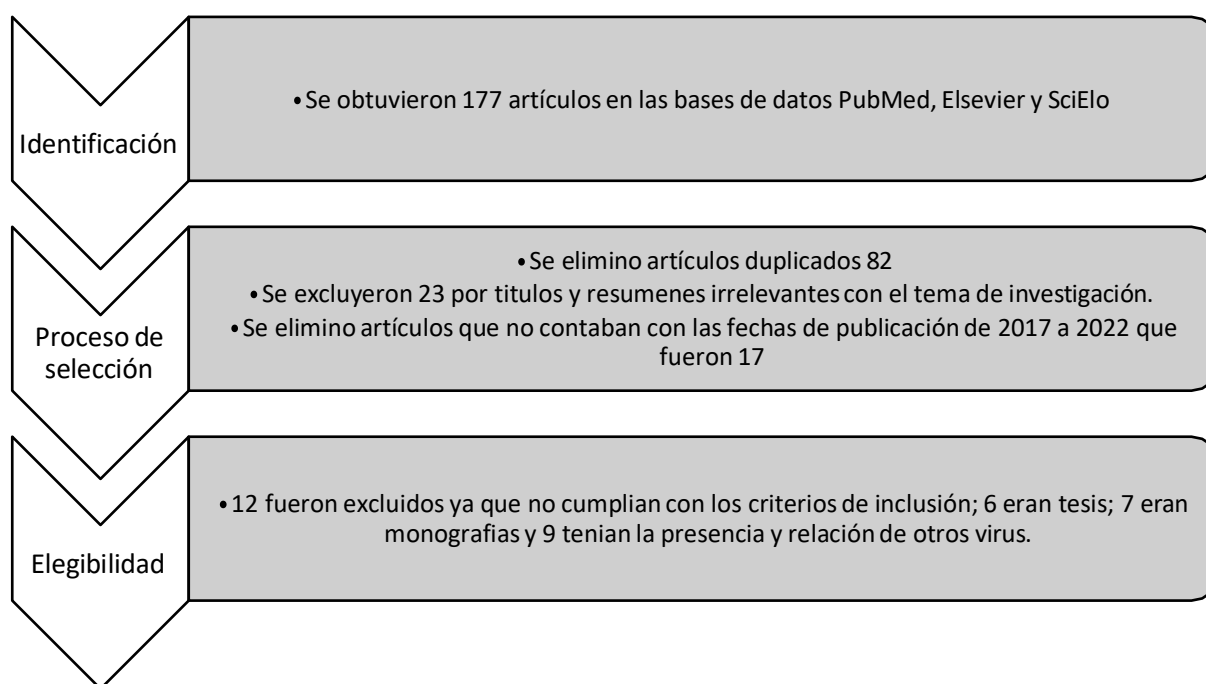 Identificación
• Se obtuvieron 177 artículos en las bases de datos PubMed, Elsevier y SciElo
Proceso de
selección
• Se elimino artículos duplicados 82
• Se excluyeron 23 por titulos y resumenes irrelevantes con el tema de investigación.
• Se elimino artículos que no contaban con las fechas de publicación de 2017 a 2022 que
fueron 17
Elegibilidad
• 12 fueron excluidos ya que no cumplian con los criterios de inclusión; 6 eran tesis; 7 eran
monografias y 9 tenian la presencia y relación de otros virus.